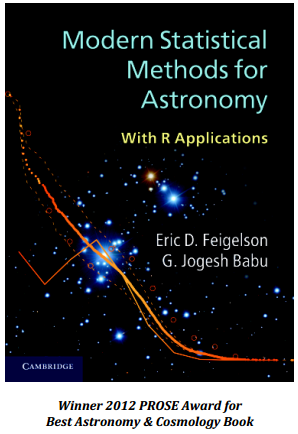 Modern Statistical
Methods for
Astronomy
With R Applications
Eric D. Feigelson
G. Jogesh Babu
CAMBRIDGE
Winner 2012 PROSE Award for
Best Astronomy & Cosmology Book